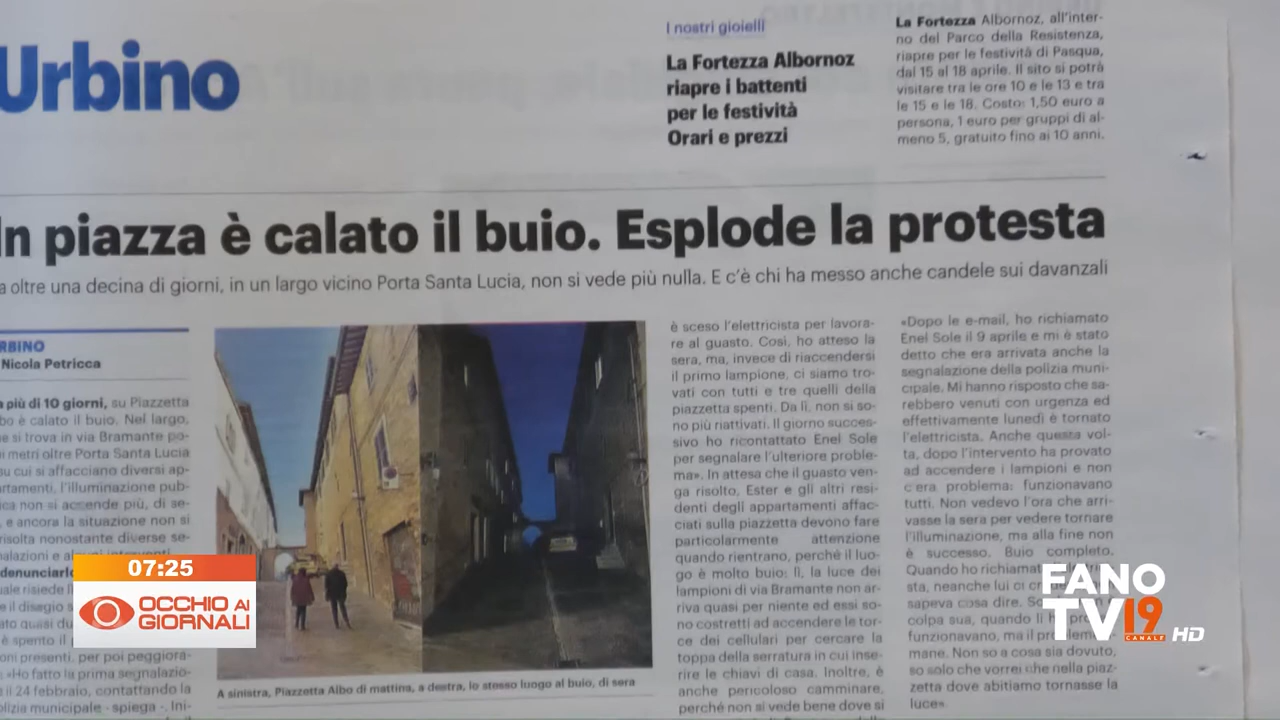 Urbino
I nostri gioielli
La Fortezza Albornoz
riapre i battenti
per le festività
Orari e prezzi
La Fortezza Albornoz, all'inter-
no del Parco della Resistenza,
riapre per le festività di Pasqua,
dal 15 al 18 aprile. Il sito si potrà
visitare tra le ore 10 e le 13 e tra
le 15 e le 18. Costo: 1,50 euro a
persona, 1 euro per gruppi di al-
meno 5, gratuito fino ai 10 anni.
In piazza è calato il buio. Esplode la protesta
a oltre una decina di giorni, in un largo vicino Porta Santa Lucia, non si vede più nulla. E c'è chi ha messo anche candele sui davanzali
RBINO
Nicola Petricca
a più di 10 giorni, su Piazzetta
bo è calato il buio. Nel largo,
e si trova in via Bramante po-
i metri oltre Porta Santa Lucia
su cui si affacciano diversi ap-
rtamenti, l'illuminazione pub-
ica non si accende più, di se-
, e ancora la situazione non si
risolta nonostante diverse se-
nalazioni e alcuni interventi.
denunciarlo
ale risiede
e il disagio
ato quasi du
è spento il
oni presenti, per poi peggiora-
«Ho fatto la prima segnalazio-
il 24 febbraio, contattando la
olizia municipale - spiega -. Ini-
A sinistra, Piazzetta Albo di mattina, a destra, lo stesso luogo al buio, di sera
è sceso l'elettricista per lavora-
re al guasto. Così, ho atteso la
sera, ma, invece di riaccendersi
il primo lampione, ci siamo tro-
vati con tutti e tre quelli della
piazzetta spenti. Da lì, non si so-
no più riattivati. Il giorno succes-
sivo ho ricontattato Enel Sole
per segnalare l'ulteriore proble-
ma». In attesa che il guasto ven-
ga risolto, Ester e gli altri resi-
denti degli appartamenti affac-
ciati sulla piazzetta devono fare
particolarmente attenzione
quando rientrano, perché il luo-
go è molto buio: lì, la luce dei
lampioni di via Bramante non ar-
riva quasi per niente ed essi so-
no costretti ad accendere le tor-
ce dei cellulari per cercare la
toppa della serratura in cui inse-
rire le chiavi di casa. Inoltre, è
anche pericoloso camminare,
perché non si vede bene dove si
«Dopo le e-mail, ho richiamato
Enel Sole il 9 aprile e mi è stato
detto che era arrivata anche la
segnalazione della polizia muni-
cipale. Mi hanno risposto che sa-
rebbero venuti con urgenza ed
effettivamente lunedì è tornato
l'elettricista. Anche questa vol-
ta, dopo l'intervento ha provato
ad accendere i lampioni e non
c'era problema: funzionavano
tutti. Non vedevo l'ora che arri-
vasse la sera per vedere tornare
l'illuminazione, ma alla fine non
è successo. Buio completo.
Quando ho richiamato
sta, neanche lui ci
sapeva cosa dire.
colpa sua, quando li
funzionavano, ma il
mane. Non so a cosa sia dovuto,
so solo che vorrei che nella piaz-
zetta dove abitiamo tornasse la
luce».
07:25
OCCHIO AI
GIORNALI
FANO
TV19
CANALE
HD